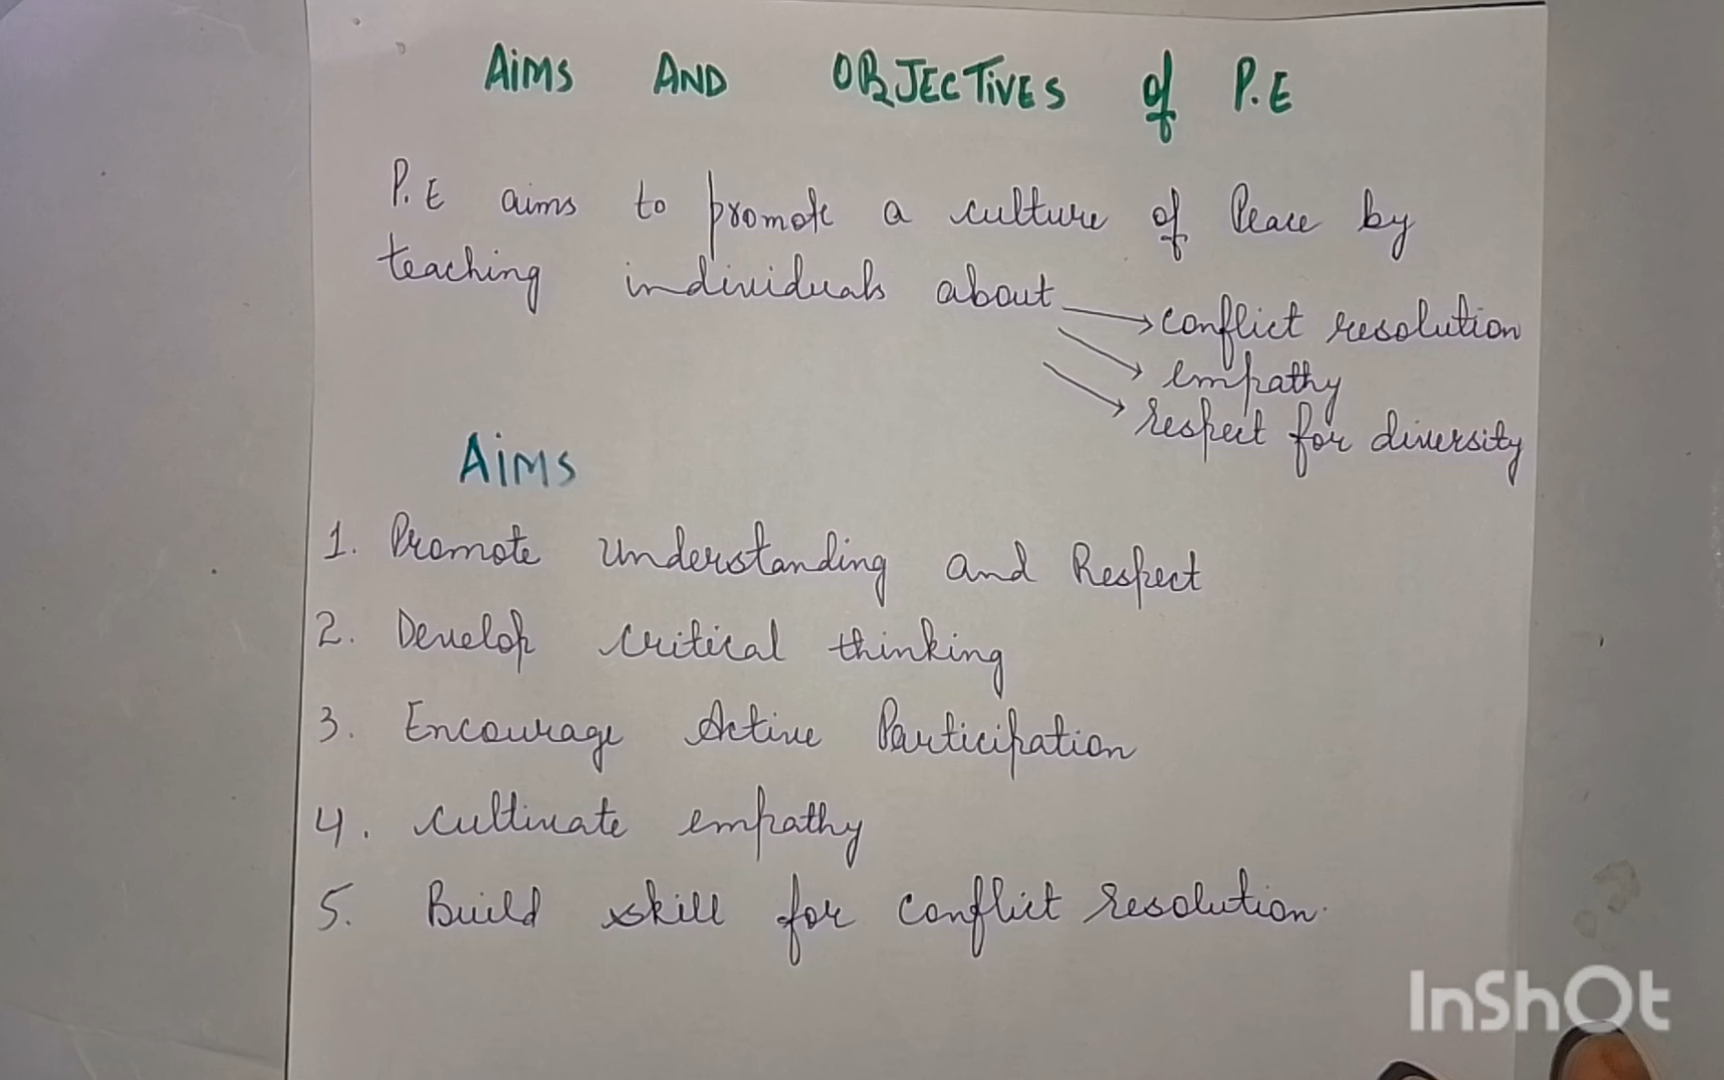 AiMS AND OBJECTiVES of P.E
P.E aims to promote a culture of Peace by
teaching individuals about → conflict resolution
→ empathy
→ respect for diversity
AiMS
1. Promote understanding and Respect
2. Develop critical thinking
3. Encourage Active Participation
4. cultivate empathy
5. Build skill for conflict resolution.
InShOt